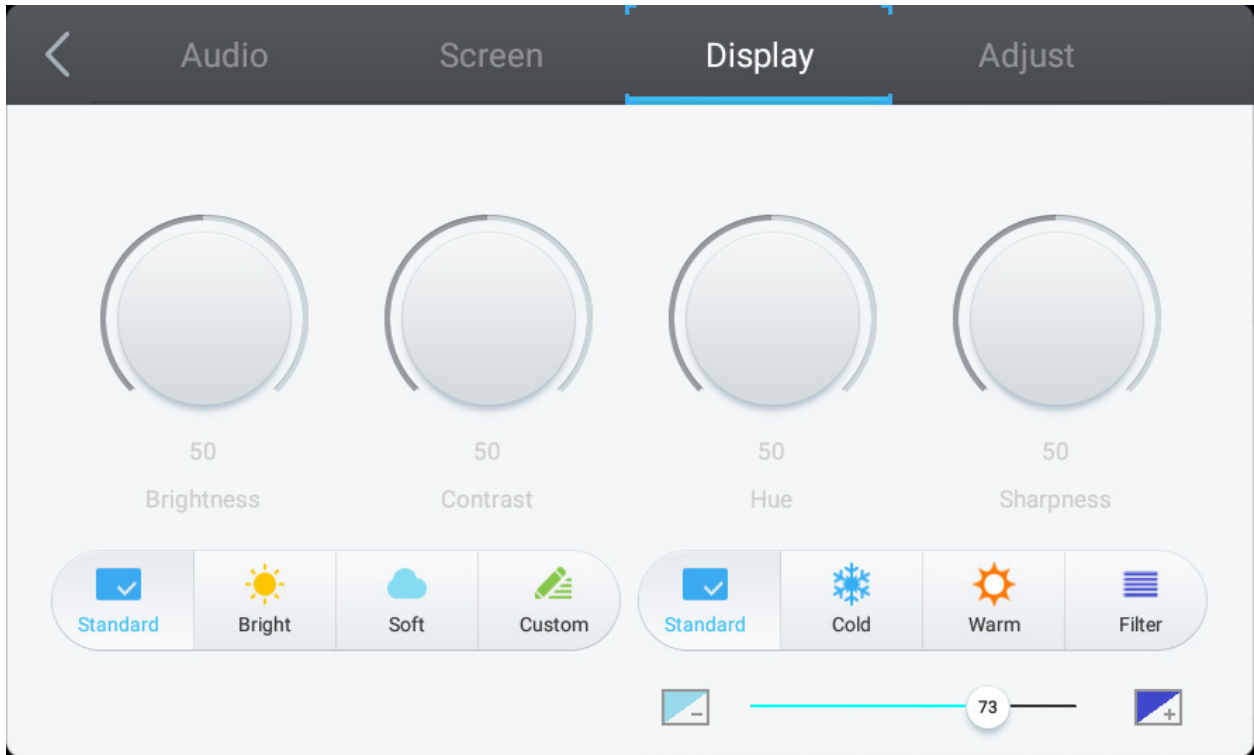 Audio Screen Display Adjust
50 50 50 50
Brightness Contrast Hue Sharpness
Standard Bright Soft Custom Standard Cold Warm Filter
73